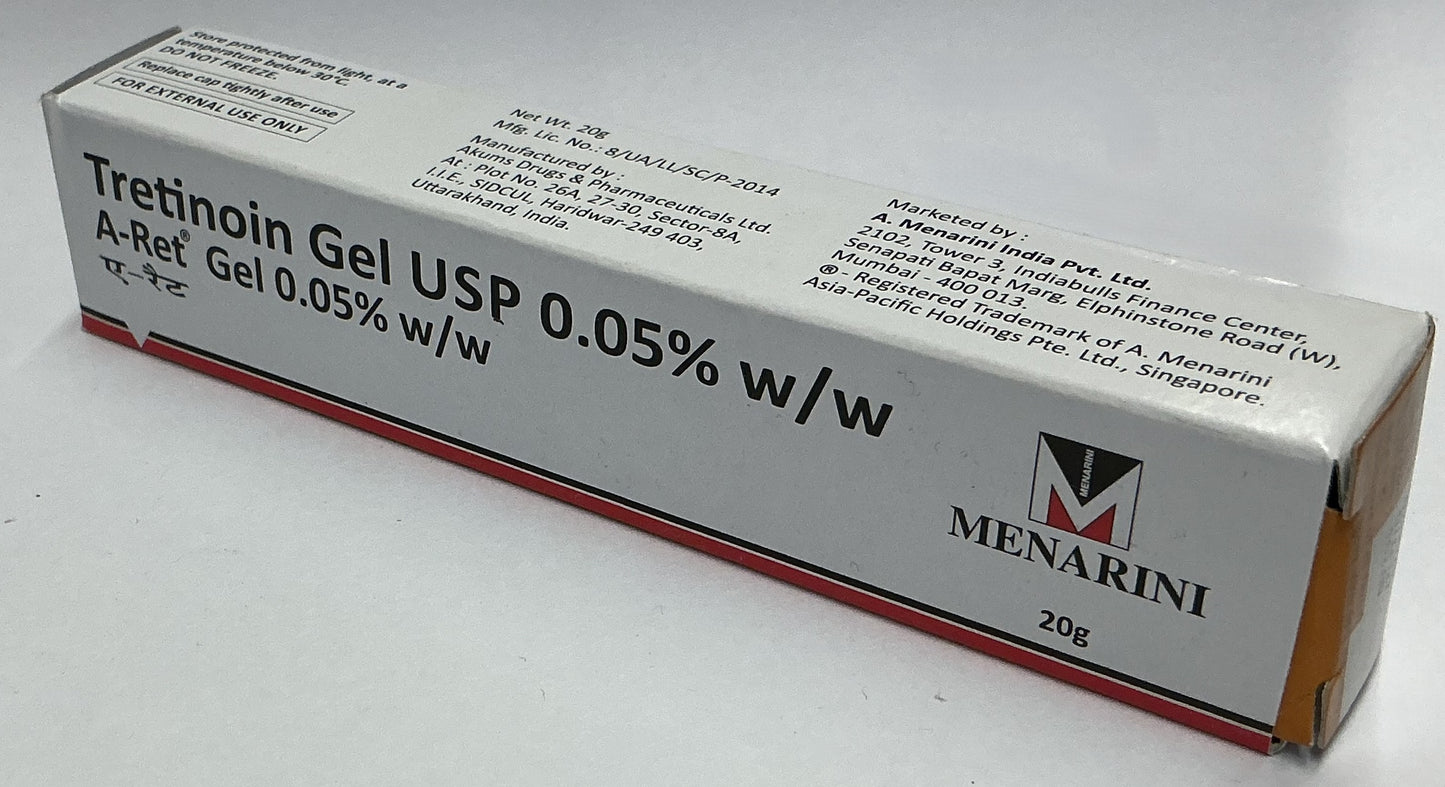 Store protected from light, at a
temperature below 30°C.
DO NOT FREEZE.
Replace cap tightly after use
FOR EXTERNAL USE ONLY
Net Wt. 20g
Mfg. Lic. No.: 8/UA/LL/SC/P-2014
Manufactured by :
Akums Drugs & Pharmaceuticals Ltd.
At : Plot No. 26A, 27-30, Sector-8A,
I.I.E., SIDCUL, Haridwar-249 403,
Uttarakhand, India.
Marketed by :
A. Menarini India Pvt. Ltd.
2102, Tower 3, Indiabulls Finance Center,
Senapati Bapat Marg, Elphinstone Road (W),
Mumbai - 400 013.
®- Registered Trademark of A. Menarini
Asia-Pacific Holdings Pte. Ltd., Singapore.
Tretinoin Gel USP 0.05% w/w
A-Ret® Gel 0.05% w/w
ए-रैट
MENARINI
MENARINI
20g